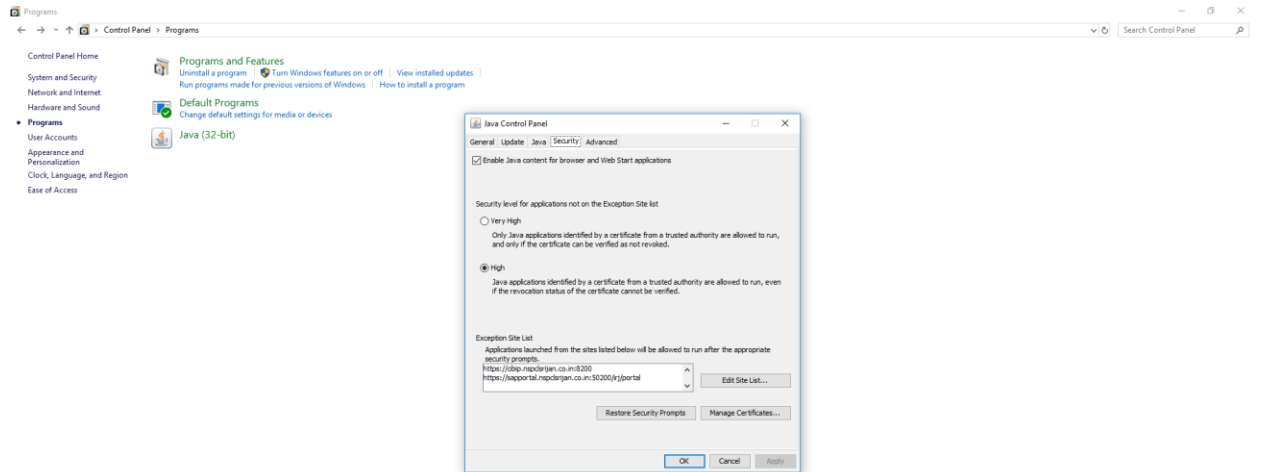 Programs
Control Panel > Programs
Search Control Panel
Control Panel Home
System and Security
Network and Internet
Hardware and Sound
Programs
User Accounts
Appearance and
Personalization
Clock, Language, and Region
Ease of Access
Programs and Features
Uninstall a program Turn Windows features on or off View installed updates
Run programs made for previous versions of Windows How to install a program
Default Programs
Change default settings for media or devices
Java (32-bit)
Java Control Panel
General Update Java Security Advanced
Enable Java content for browser and Web Start applications
Security level for applications not on the Exception Site list
Very High
Only Java applications identified by a certificate from a trusted authority are allowed to run,
and only if the certificate can be verified as not revoked.
High
Java applications identified by a certificate from a trusted authority are allowed to run, even
if the revocation status of the certificate cannot be verified.
Exception Site List
Applications launched from the sites listed below will be allowed to run after the appropriate
security prompts.
https://sapportal.nspclsrijan.co.in:50200/irj/portal
Edit Site List...
Restore Security Prompts Manage Certificates...
OK Cancel Apply